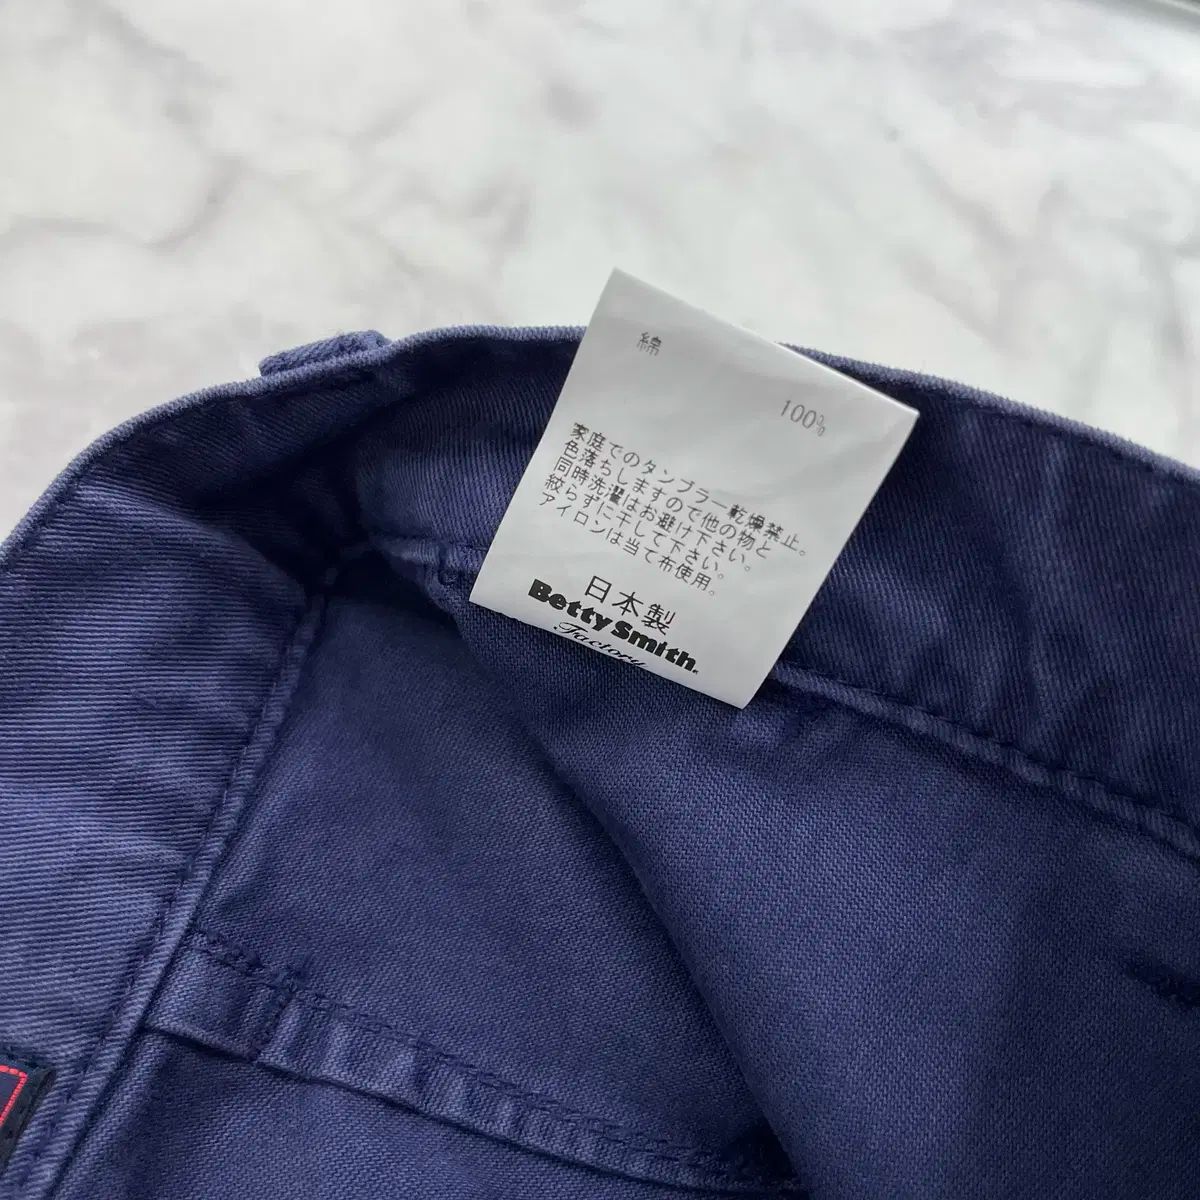 綿
100%
家庭でのタンブラー乾燥禁止。
色落ちしますので他の物と
同時洗濯はお避け下さい。
絞らずに干して下さい。
アイロンは当て布使用。
日本製
Betty Smith
Factory